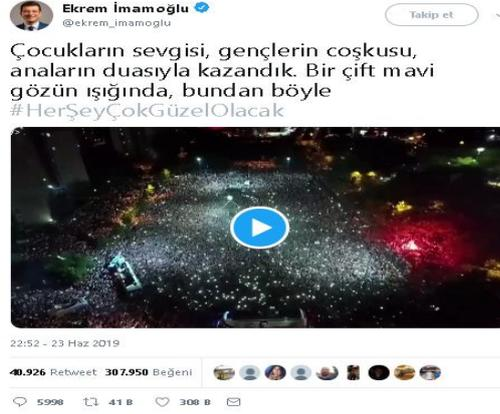 Ekrem İmamoğlu
@ekrem_imamoglu
Takip et
Çocukların sevgisi, gençlerin coşkusu,
anaların duasıyla kazandık. Bir çift mavi
gözün ışığında, bundan böyle
#HerŞeyÇokGüzelOlacak
22:52 - 23 Haz 2019
40.926 Retweet 307.950 Beğeni
5998 41 B 308 B